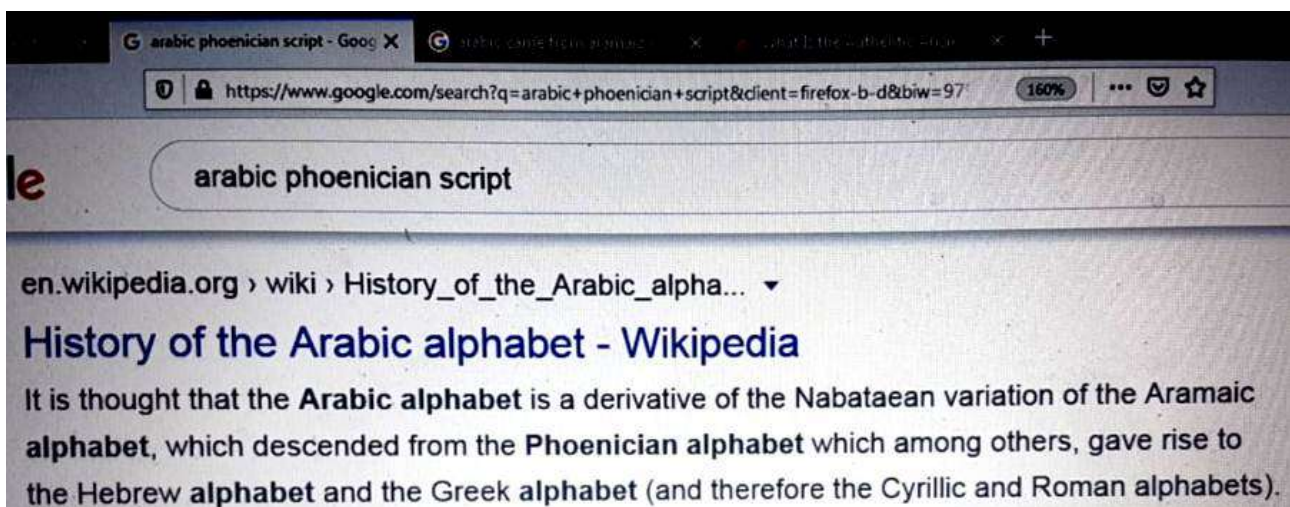 arabic phoenician script - Goog
https://www.google.com/search?q=arabic+phoenician+script&client=firefox-b-d&biw=97
160%
le
arabic phoenician script
en.wikipedia.org › wiki › History_of_the_Arabic_alpha...
History of the Arabic alphabet - Wikipedia
It is thought that the Arabic alphabet is a derivative of the Nabataean variation of the Aramaic
alphabet, which descended from the Phoenician alphabet which among others, gave rise to
the Hebrew alphabet and the Greek alphabet (and therefore the Cyrillic and Roman alphabets).